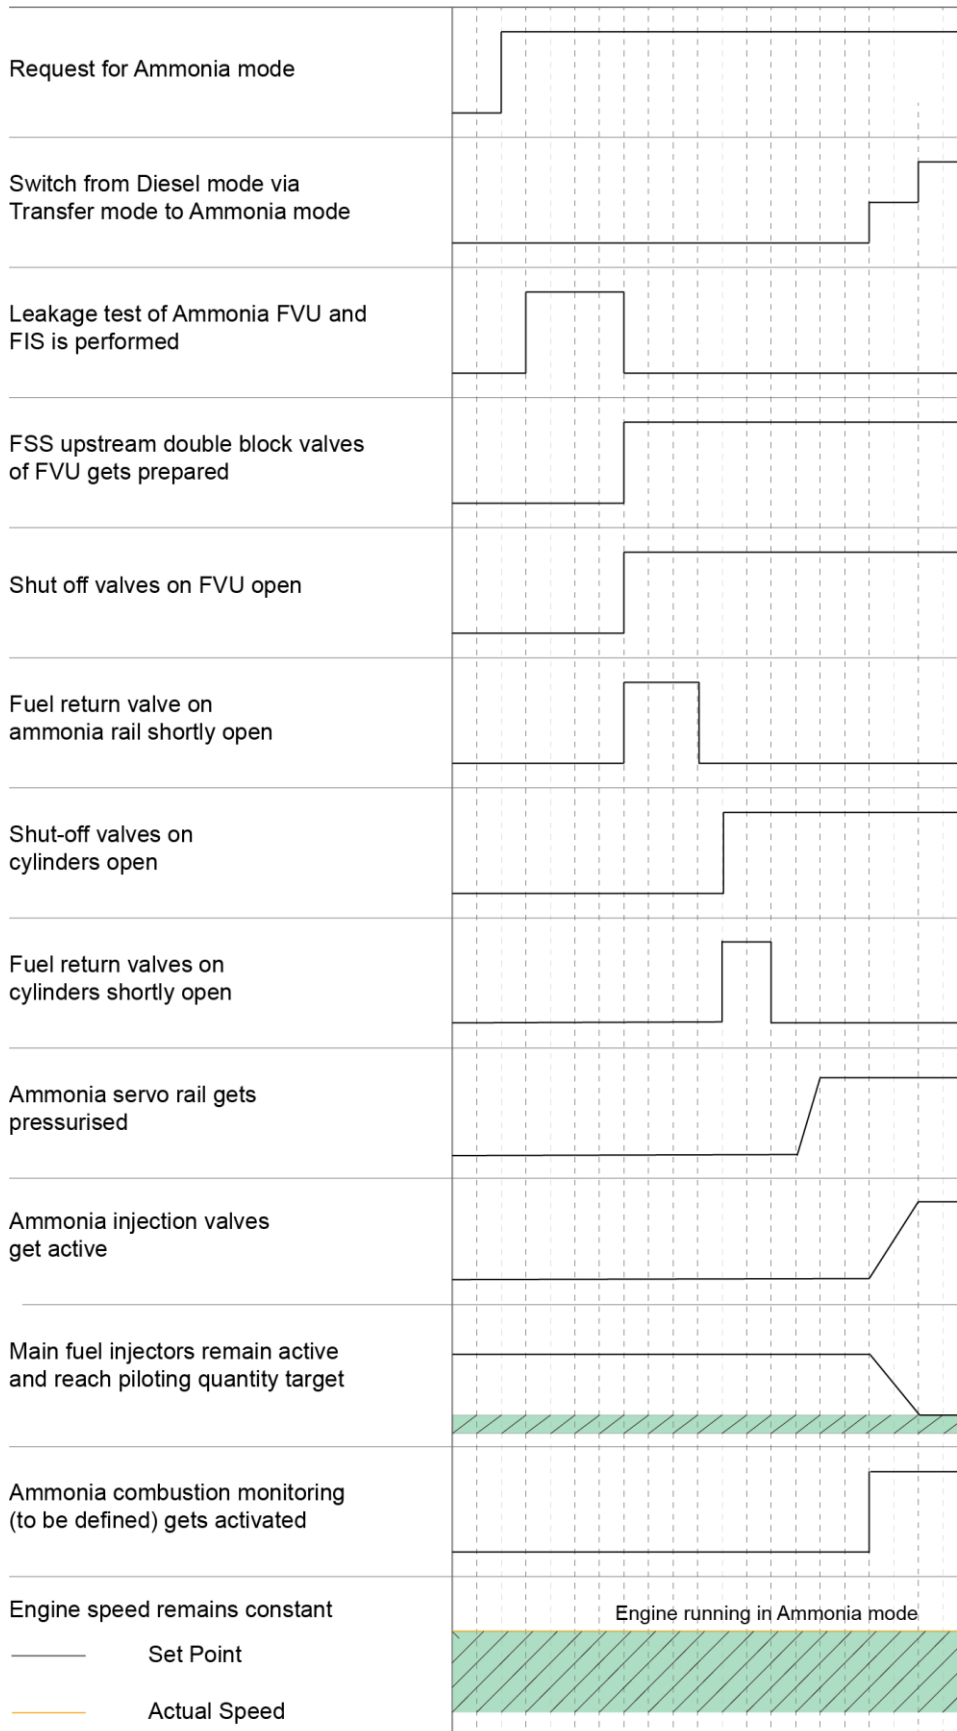 Request for Ammonia mode
Switch from Diesel mode via
Transfer mode to Ammonia mode
Leakage test of Ammonia FVU and
FIS is performed
FSS upstream double block valves
of FVU gets prepared
Shut off valves on FVU open
Fuel return valve on
ammonia rail shortly open
Shut-off valves on
cylinders open
Fuel return valves on
cylinders shortly open
Ammonia servo rail gets
pressurised
Ammonia injection valves
get active
Main fuel injectors remain active
and reach piloting quantity target
Ammonia combustion monitoring
(to be defined) gets activated
Engine speed remains constant
Engine running in Ammonia mode
Set Point
Actual Speed